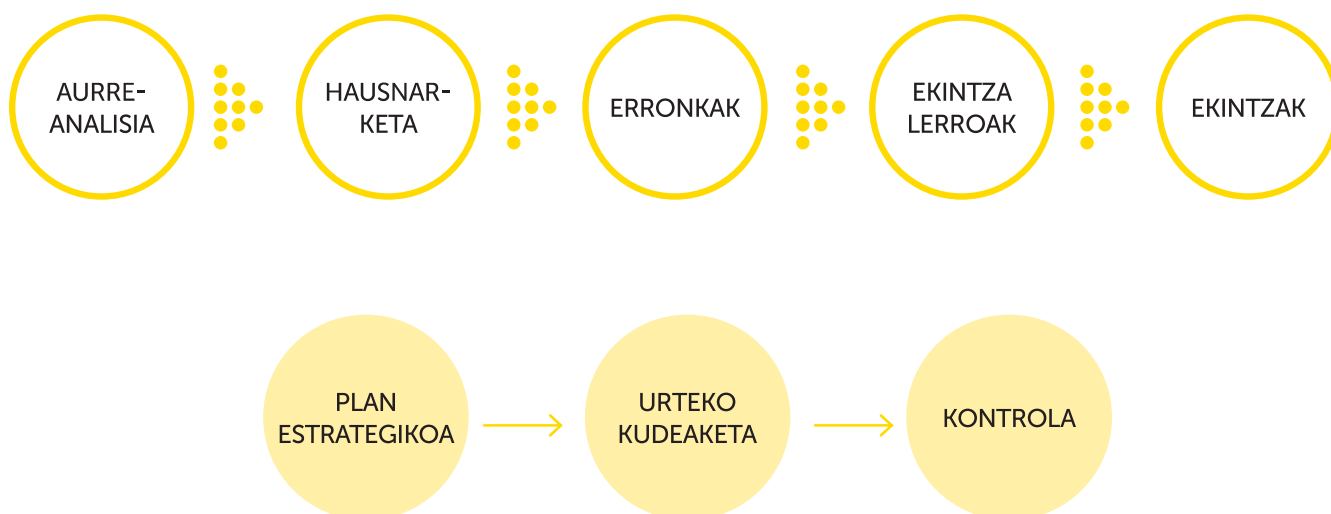 AURRE-
ANALISIA
HAUSNAR-
KETA
ERRONKAK
EKINTZA
LERROAK
EKINTZAK
PLAN
ESTRATEGIKOA
URTEKO
KUDEAKETA
KONTROLA